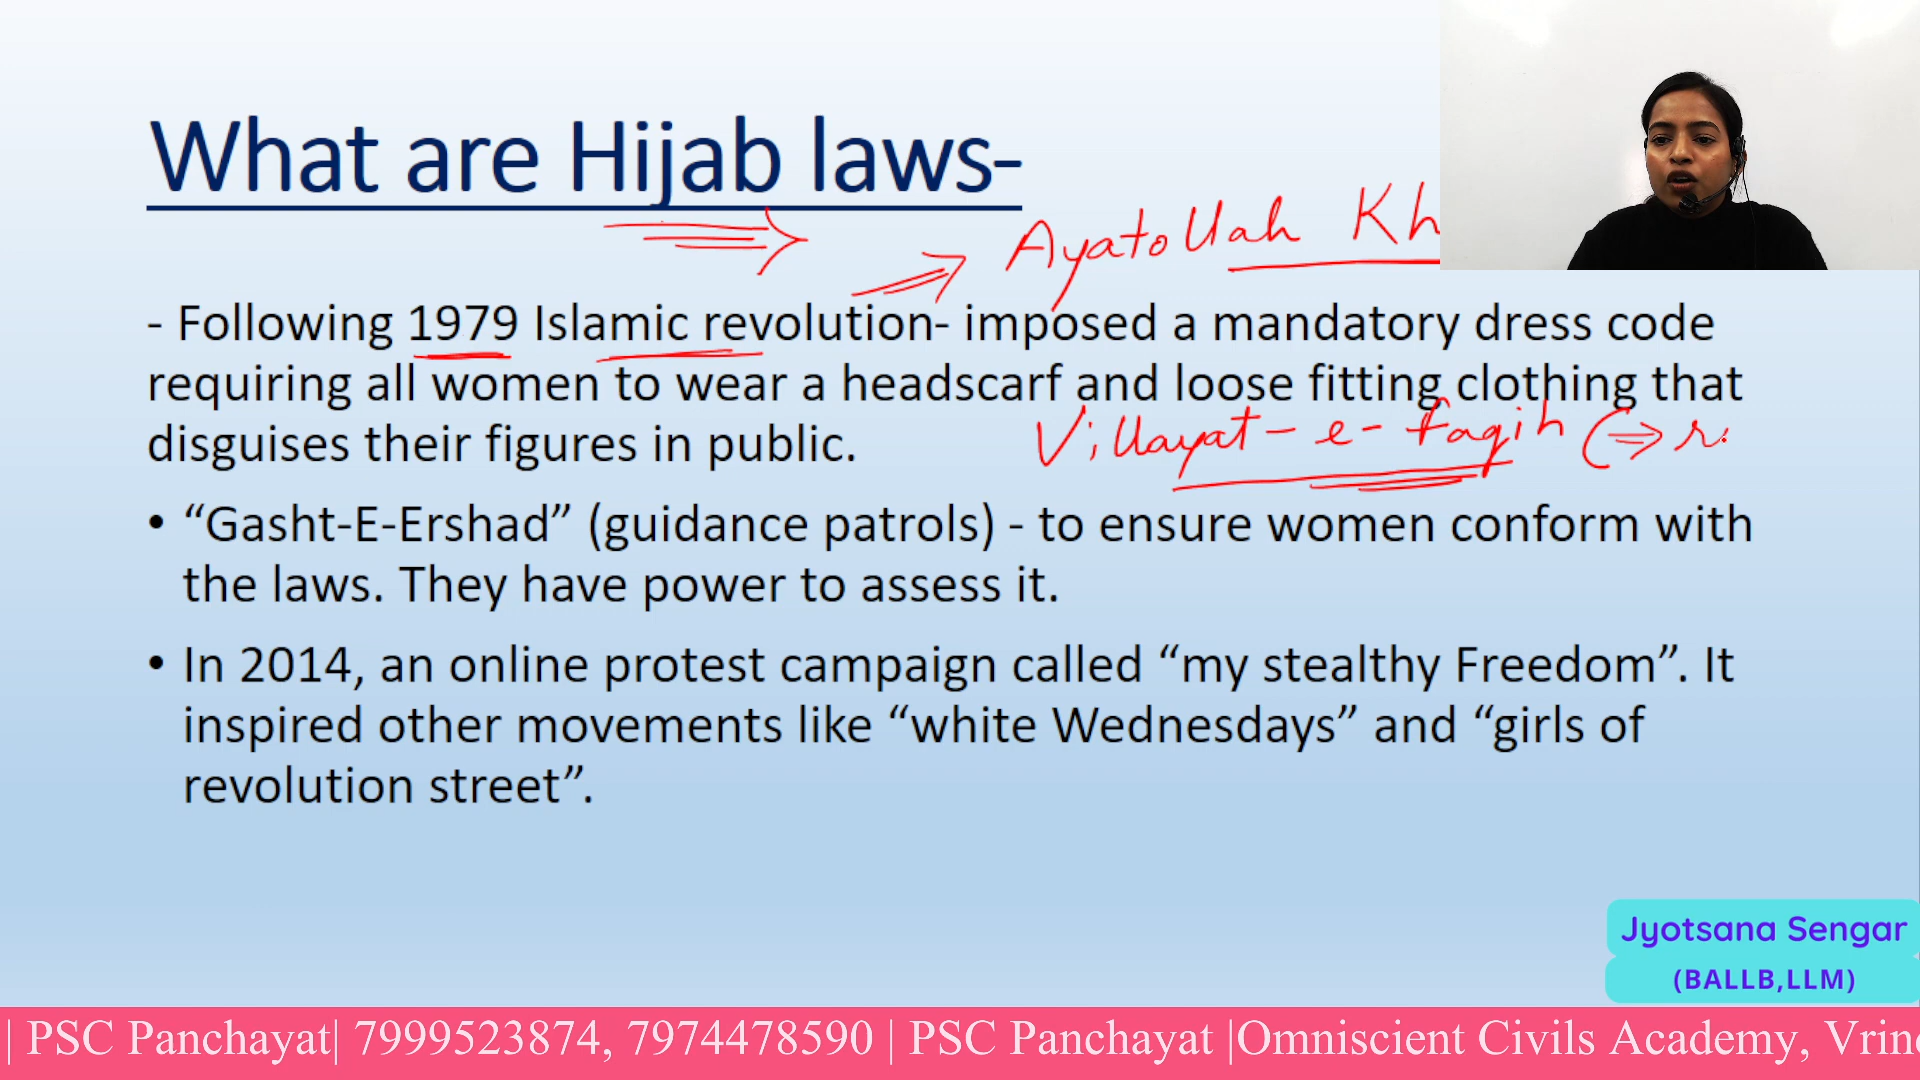 What are Hijab laws-
Ayatollah Kh
- Following 1979 Islamic revolution- imposed a mandatory dress code
requiring all women to wear a headscarf and loose fitting clothing that
disguises their figures in public.
Villayat-e-faqih (⇒
• “Gasht-E-Ershad” (guidance patrols) - to ensure women conform with
the laws. They have power to assess it.
• In 2014, an online protest campaign called “my stealthy Freedom”. It
inspired other movements like “white Wednesdays” and “girls of
revolution street”.
Jyotsana Sengar
(BALLB,LLM)
| PSC Panchayat| 7999523874, 7974478590 | PSC Panchayat |Omniscient Civils Academy, Vrin